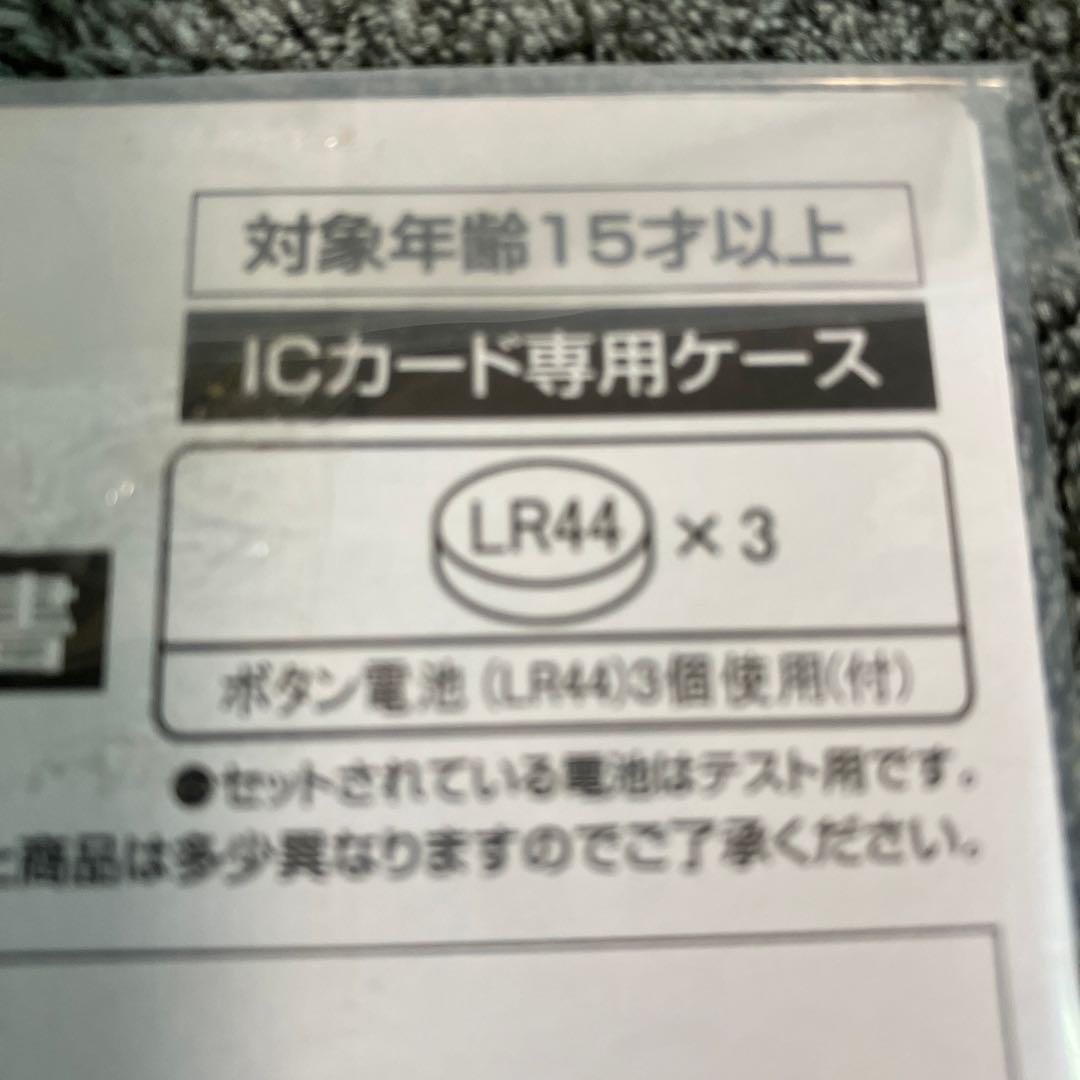 対象年齢15才以上
ICカード専用ケース
LR44 × 3
ボタン電池(LR44)3個使用(付)
●セットされている電池はテスト用です.
商品は多少異なりますのでご了承ください.